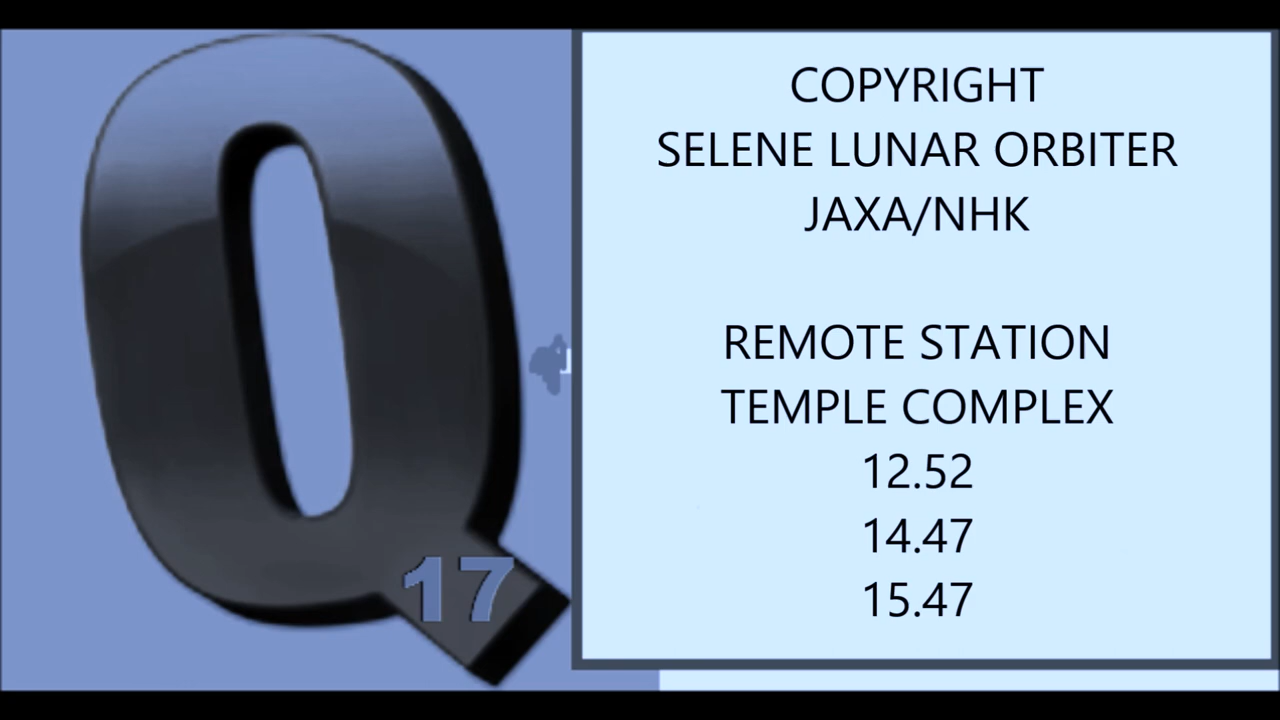 Q
17
COPYRIGHT
SELENE LUNAR ORBITER
JAXA/NHK
REMOTE STATION
TEMPLE COMPLEX
12.52
14.47
15.47